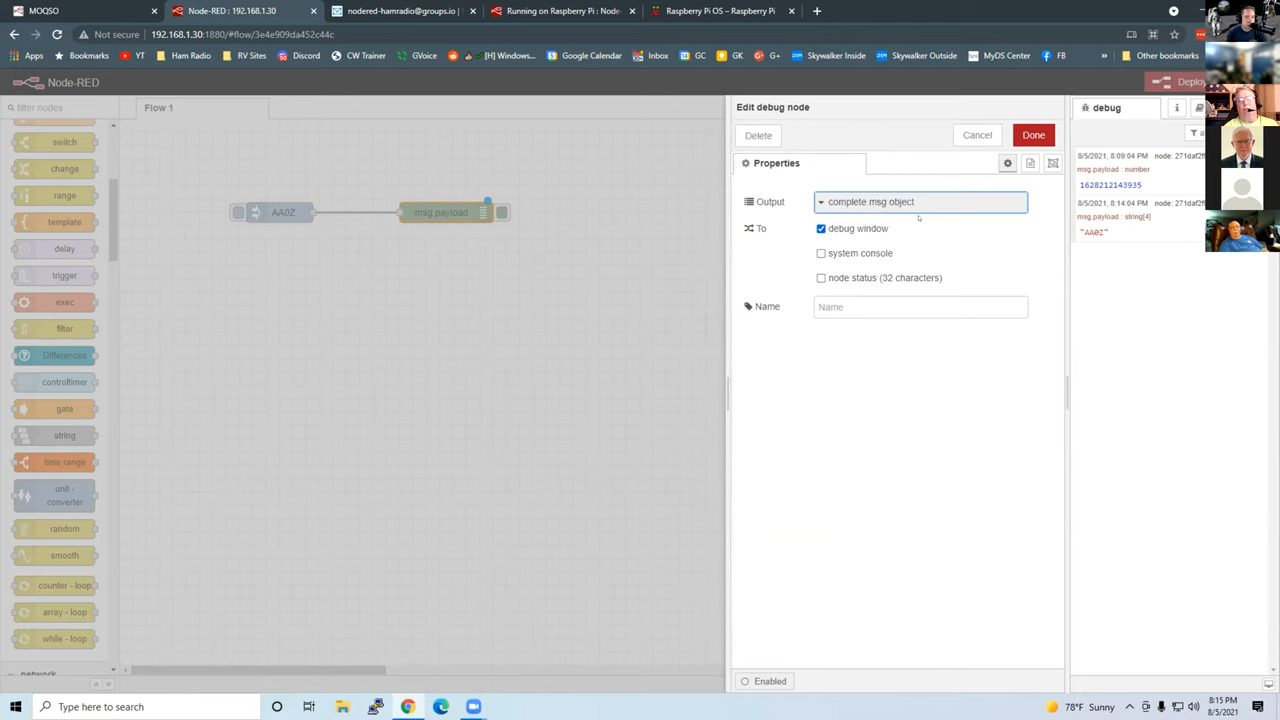 MOQSO
Node-RED: 192.168.1.30
nodered-hamradio@groups.io |
Running on Raspberry Pi : Node-
Raspberry Pi OS – Raspberry Pi
Not secure 192.168.1.30:1880/#flow/3e4e909da452c44c
Apps Bookmarks YT Ham Radio RV Sites CW Trainer GVoice [H] Windows... Google Calendar Inbox GC GK G+ Skywalker Inside Skywalker Outside MyDS Center FB
Node-RED
Deploy
filter nodes
Flow 1
Edit debug node
debug
i
Delete
Cancel
Done
switch
8/5/2021, 8:09:04 PM node: 271daf2f
Properties
change
msg.payload : number
1628212143935
range
AA0Z
msg.payload
Output
complete msg object
8/5/2021, 8:14:04 PM node: 271daf2f
msg.payload : string[4]
template
To
debug window
"AA0Z"
delay
system console
trigger
node status (32 characters)
exec
Name
Name
filter
Differences
controltimer
gate
string
time range
unit -
converter
random
smooth
counter - loop
array - loop
while - loop
network
Enabled
Type here to search
78°F Sunny
8:15 PM
8/5/2021